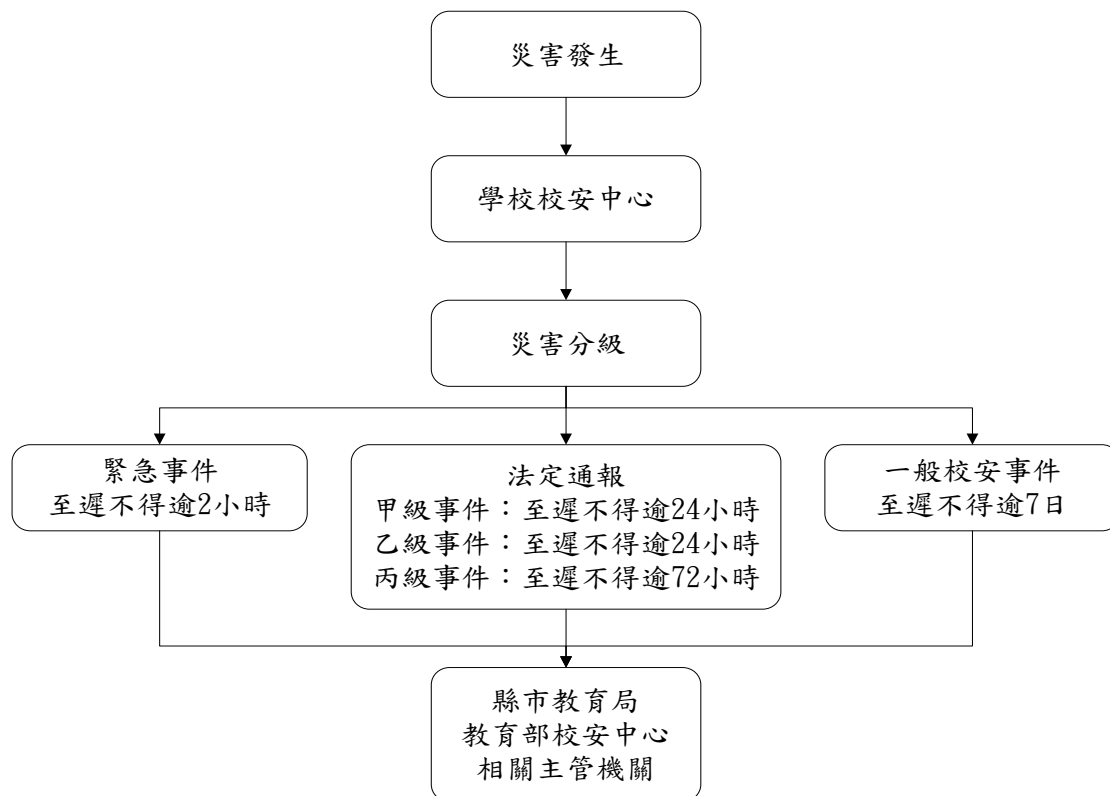 災害發生
學校校安中心
災害分級
緊急事件
至遲不得逾2小時
法定通報
甲級事件：至遲不得逾24小時
乙級事件：至遲不得逾24小時
丙級事件：至遲不得逾72小時
一般校安事件
至遲不得逾7日
縣市教育局
教育部校安中心
相關主管機關